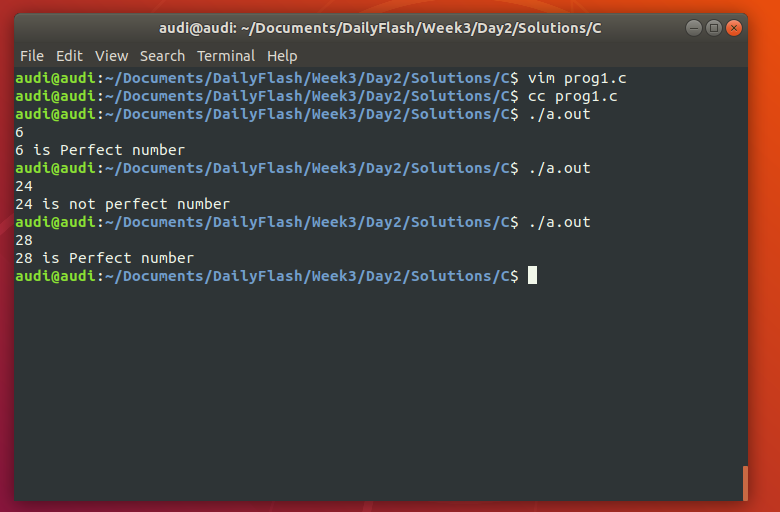 audi@audi: ~/Documents/DailyFlash/Week3/Day2/Solutions/C
File Edit View Search Terminal Help
audi@audi:~/Documents/DailyFlash/Week3/Day2/Solutions/C$ vim prog1.c
audi@audi:~/Documents/DailyFlash/Week3/Day2/Solutions/C$ cc prog1.c
audi@audi:~/Documents/DailyFlash/Week3/Day2/Solutions/C$ ./a.out
6
6 is Perfect number
audi@audi:~/Documents/DailyFlash/Week3/Day2/Solutions/C$ ./a.out
24
24 is not perfect number
audi@audi:~/Documents/DailyFlash/Week3/Day2/Solutions/C$ ./a.out
28
28 is Perfect number
audi@audi:~/Documents/DailyFlash/Week3/Day2/Solutions/C$